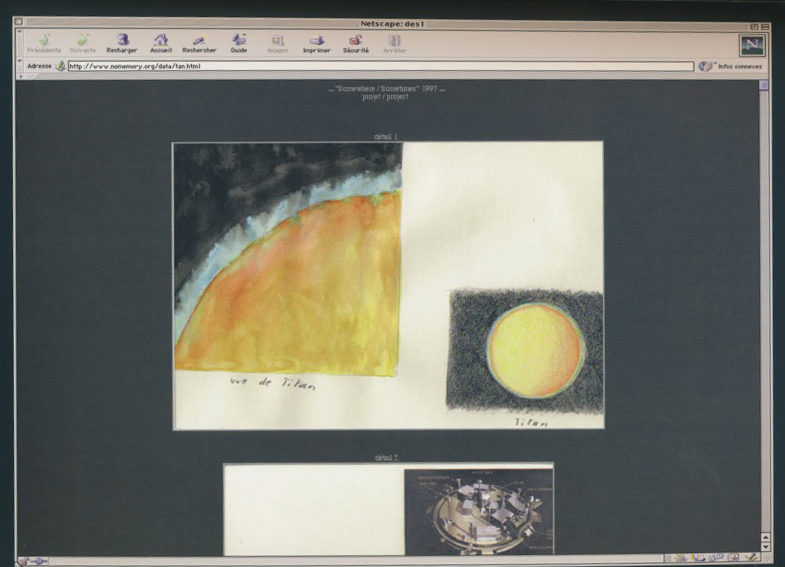 Netscape: des1
Précédente Suivante Recharger Accueil Rechercher Guide Images Imprimer Sécurité Arrêter
Adresse http://www.nomemory.org/data/tan.html Infos connexes
... "Somewhere / Sometimes" 1997 ...
projet / project
détail 1:
vue de Titan
Titan
détail 2: